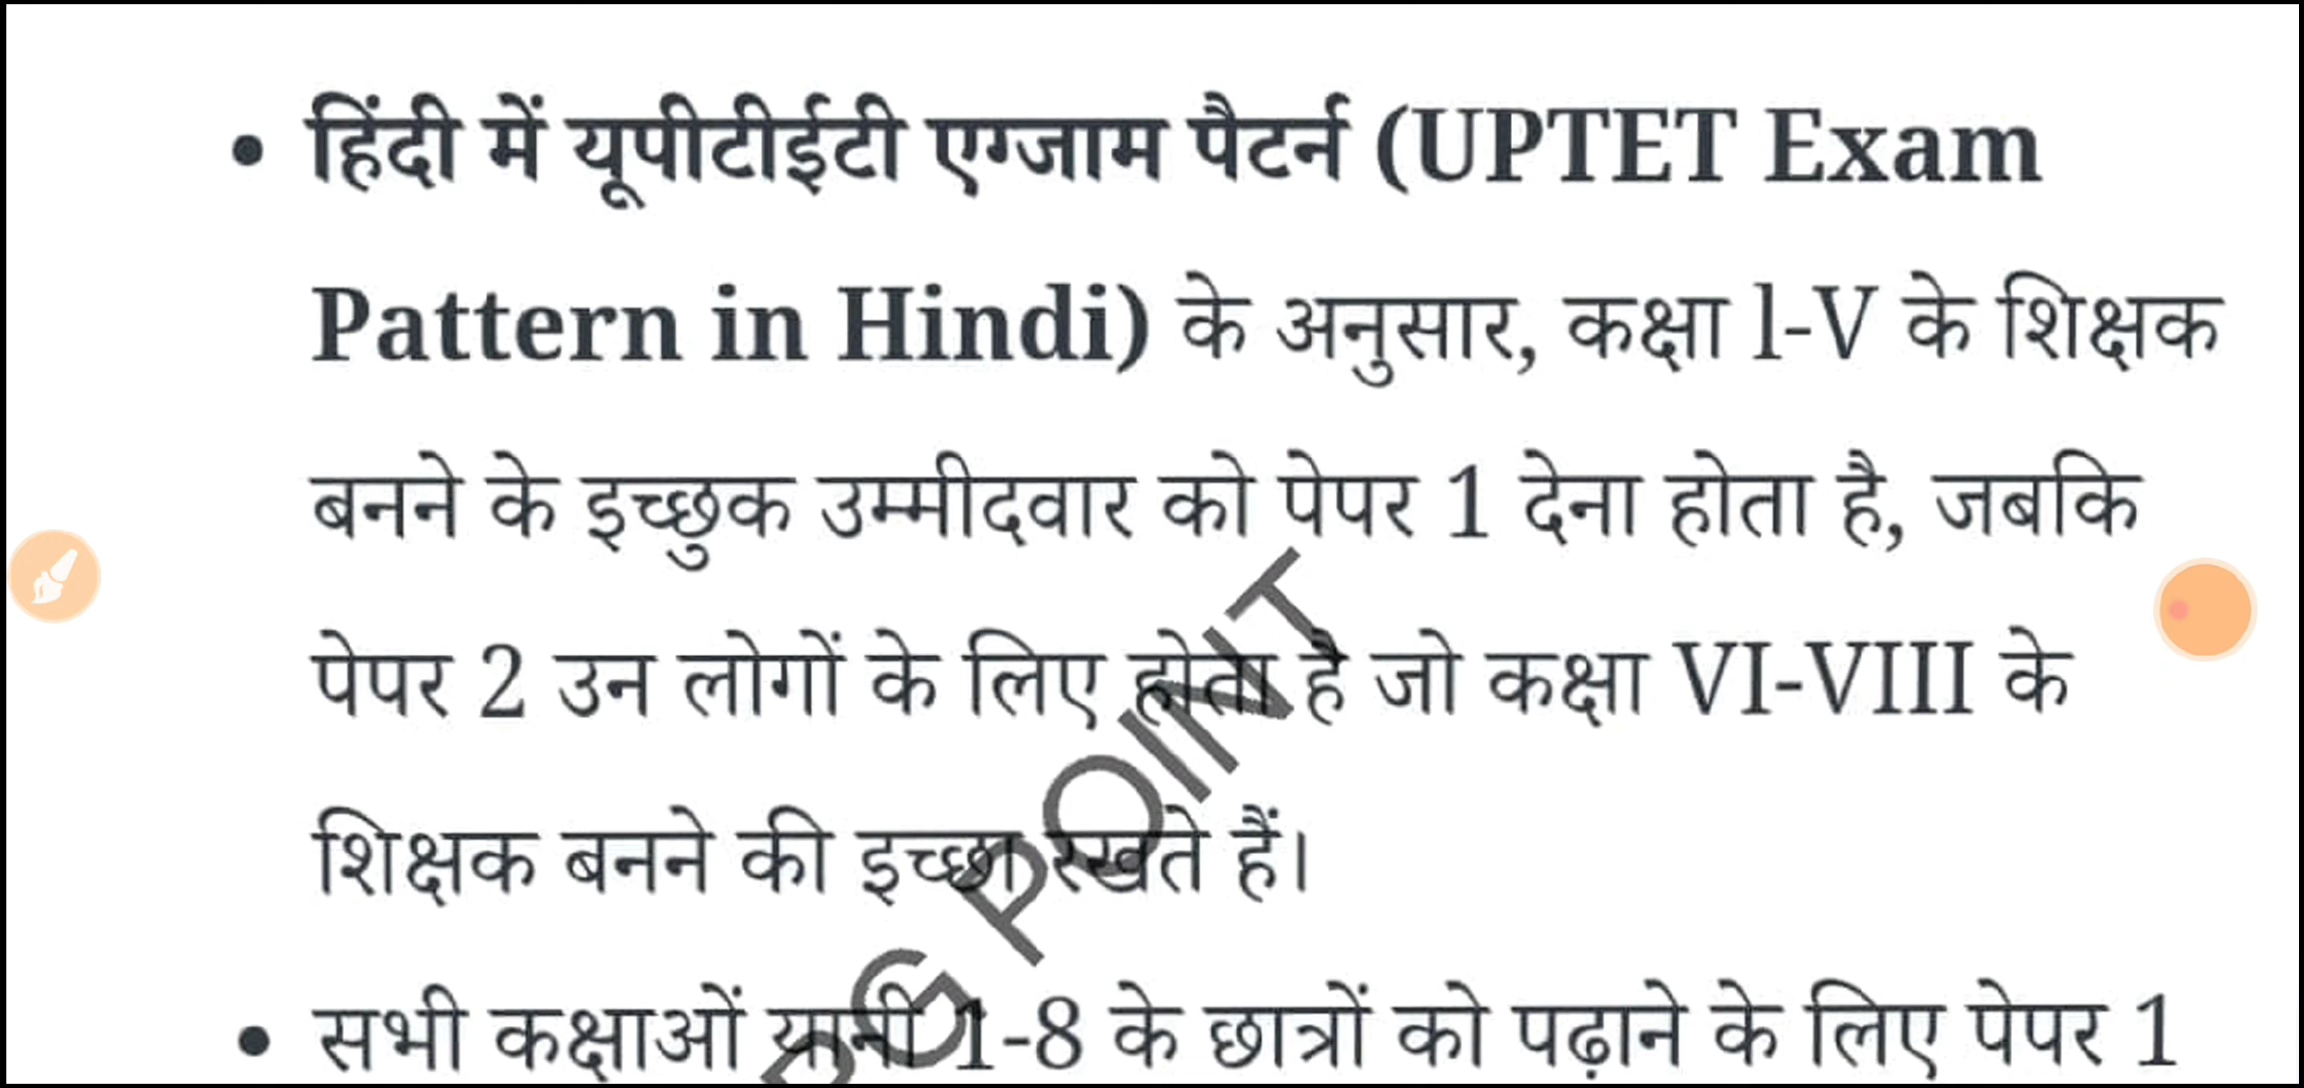 • हिंदी में यूपीटीईटी एग्जाम पैटर्न (UPTET Exam
Pattern in Hindi) के अनुसार, कक्षा l-V के शिक्षक
बनने के इच्छुक उम्मीदवार को पेपर 1 देना होता है, जबकि
पेपर 2 उन लोगों के लिए होता है जो कक्षा VI-VIII के
शिक्षक बनने की इच्छा रखते हैं।
• सभी कक्षाओं यानी 1-8 के छात्रों को पढ़ाने के लिए पेपर 1
PG POINT